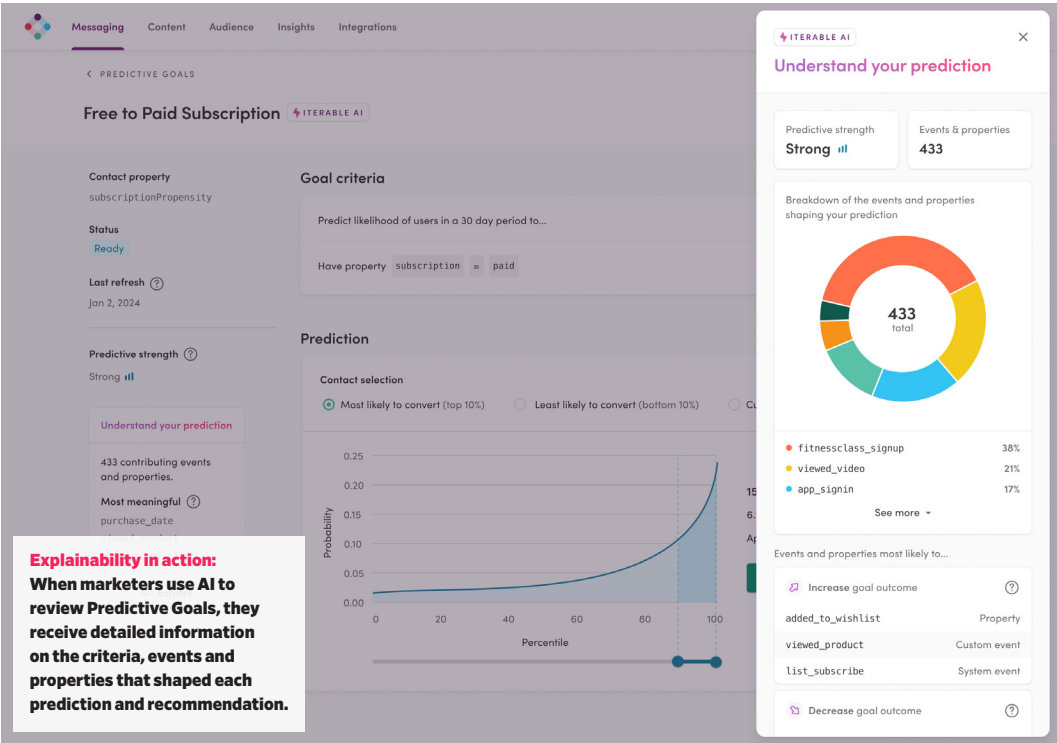 Messaging
Content
Audience
Insights
Integrations
PREDICTIVE GOALS
Free to Paid Subscription
ITERABLE AI
Contact property
subscriptionPropensity
Status
Ready
Last refresh ?
Jan 2, 2024
Predictive strength ?
Strong
Understand your prediction
433 contributing events
and properties.
Most meaningful ?
purchase_date
Explainability in action:
When marketers use AI to
review Predictive Goals, they
receive detailed information
on the criteria, events and
properties that shaped each
prediction and recommendation.
Goal criteria
Predict likelihood of users in a 30 day period to...
Have property subscription = paid
Prediction
Contact selection
Most likely to convert (top 10%)
Least likely to convert (bottom 10%)
Probability
0.25
0.20
0.15
0.10
0.05
0.00
0 20 40 60 80 100
Percentile
15
6.
ITERABLE AI
Understand your prediction
Predictive strength
Strong
Events & properties
433
Breakdown of the events and properties
shaping your prediction
433
total
fitnessclass_signup 38%
viewed_video 21%
app_signin 17%
See more
Events and properties most likely to...
Increase goal outcome ?
added_to_wishlist Property
viewed_product Custom event
list_subscribe System event
Decrease goal outcome ?